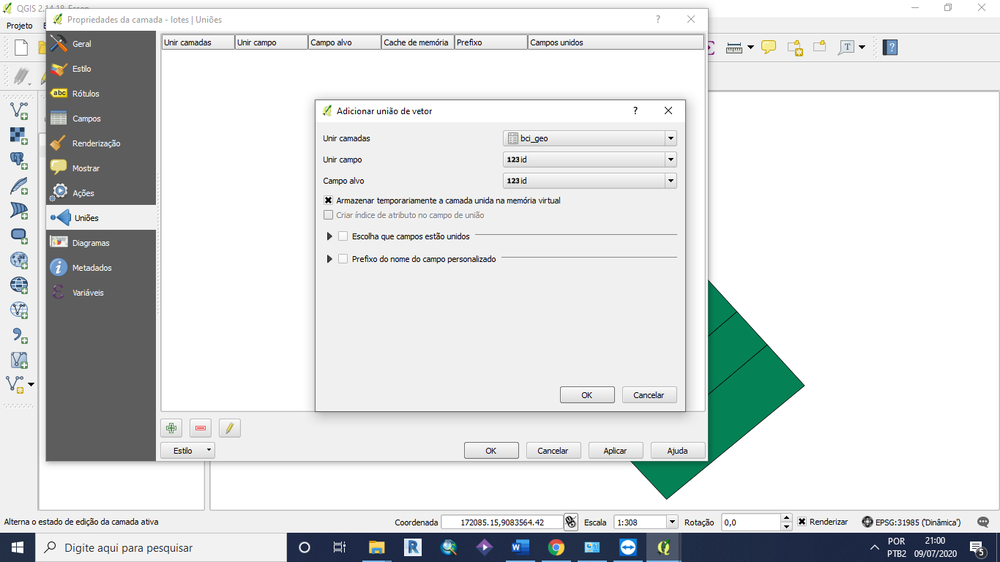 QGIS 2.14.18-Essen
Propriedades da camada - lotes | Uniões
Projeto
Geral
Estilo
Rótulos
Campos
Renderização
Mostrar
Ações
Uniões
Diagramas
Metadados
Variáveis
abc
Unir camadas
Unir campo
Campo alvo
Cache de memória
Prefixo
Campos unidos
Adicionar união de vetor
Unir camadas
bci_geo
Unir campo
123 id
Campo alvo
123 id
Armazenar temporariamente a camada unida na memória virtual
Criar índice de atributo no campo de união
Escolha que campos estão unidos
Prefixo do nome do campo personalizado
OK
Cancelar
Estilo
OK
Cancelar
Aplicar
Ajuda
Alterna o estado de edição da camada ativa
Coordenada
172085.15,9083564.42
Escala
1:308
Rotação
0,0
Renderizar
EPSG:31985 ('Dinâmica')
Digite aqui para pesquisar
POR
PTB2
21:00
09/07/2020
5